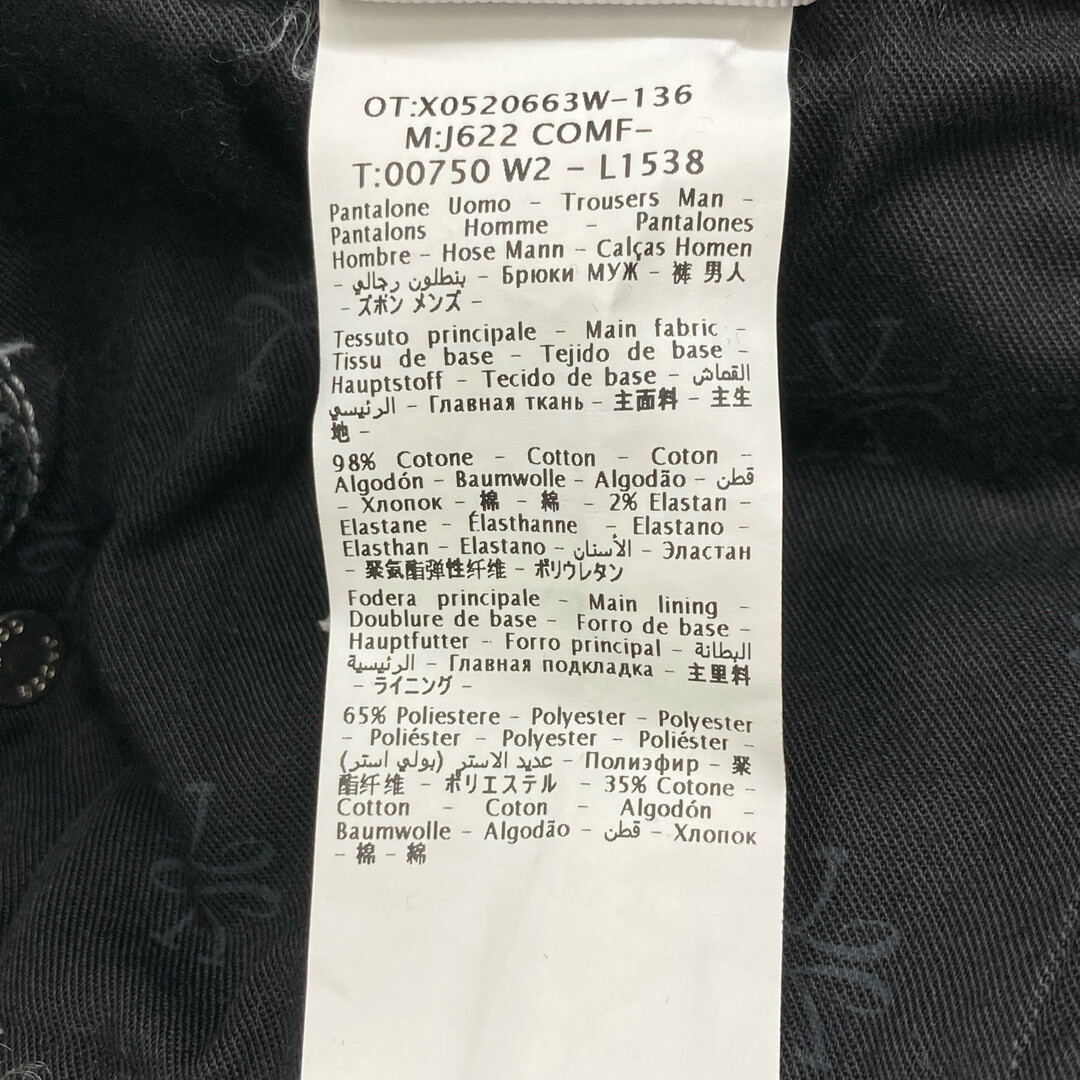 OT:X0520663W-136
M:J622 COMF-
T:00750 W2 - L1538
Pantalone Uomo - Trousers Man -
Pantalons Homme - Pantalones
Hombre - Hose Mann - Calças Homen
- بنطلون رجالي - Брюки МУЖ - 裤 男人
- ズボン メンズ -
Tessuto principale - Main fabric -
Tissu de base - Tejido de base -
Hauptstoff - Tecido de base - القماش
الرئيسي - Главная ткань - 主面料 - 主生
地 -
98% Cotone - Cotton - Coton -
Algodón - Baumwolle - Algodão - قطن
- Хлопок - 棉 - 綿 - 2% Elastan -
Elastane - Élasthanne - Elastano -
Elasthan - Elastano - الأسنان - Эластан
- 聚氨酯弹性纤维 - ポリウレタン
Fodera principale - Main lining -
Doublure de base - Forro de base -
Hauptfutter - Forro principal - البطانة
الرئيسية - Главная подкладка - 主里料
- ライニング -
65% Poliestere - Polyester - Polyester
- Poliéster - Polyester - Poliéster -
عديد الاستر (بولي استر) - Полиэфир - 聚
酯纤维 - ポリエステル - 35% Cotone -
Cotton - Coton - Algodón -
Baumwolle - Algodão - قطن - Хлопок
- 棉 - 綿